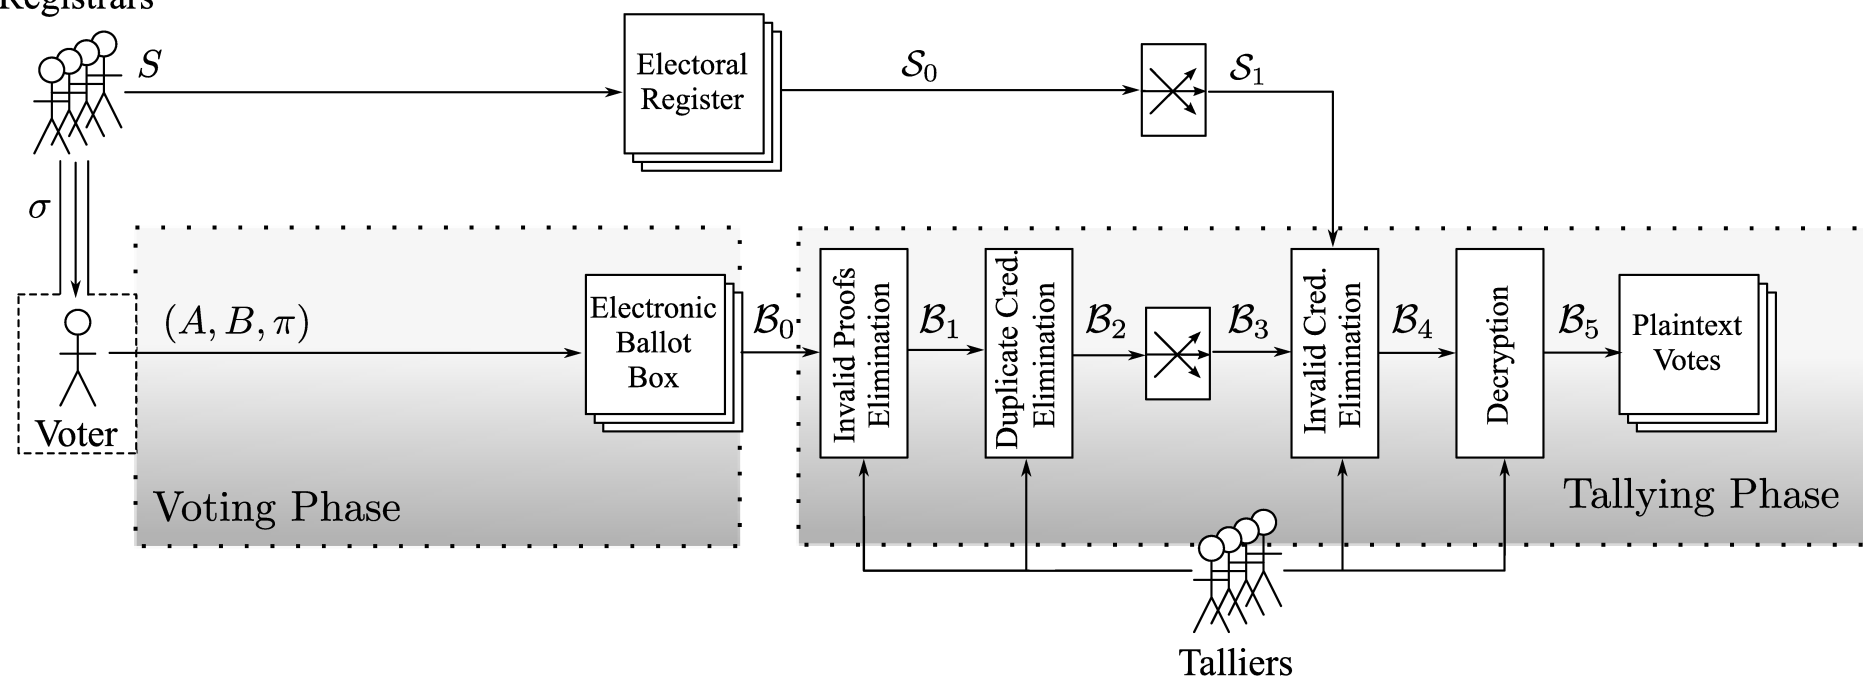 Registrars
S
Electoral
Register
𝒮₀
𝒮₁
σ
(A, B, π)
Electronic
Ballot
Box
ℬ₀
Invalid Proofs
Elimination
ℬ₁
Duplicate Cred.
Elimination
ℬ₂
ℬ₃
Invalid Cred.
Elimination
ℬ₄
Decryption
ℬ₅
Plaintext
Votes
Voter
Voting Phase
Tallying Phase
Talliers